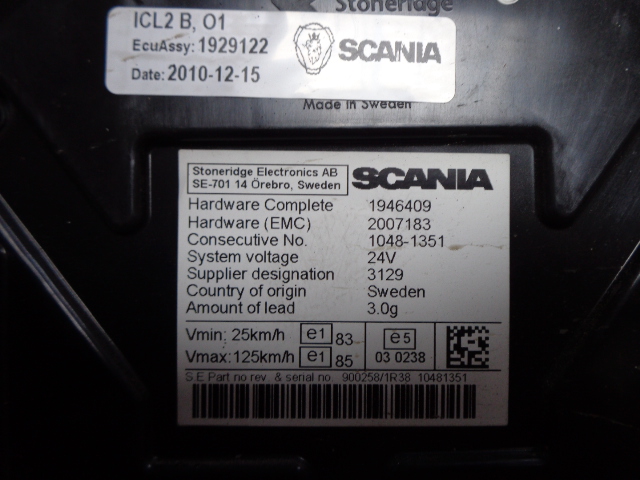 Stoneridge
ICL2 B, O1
EcuAssy: 1929122
Date: 2010-12-15
SCANIA
Made in Sweden
Stoneridge Electronics AB
SE-701 14 Örebro, Sweden
SCANIA
Hardware Complete 1946409
Hardware (EMC) 2007183
Consecutive No. 1048-1351
System voltage 24V
Supplier designation 3129
Country of origin Sweden
Amount of lead 3.0g
Vmin: 25km/h e1 83 e5
Vmax: 125km/h e1 85 03 0238
S E Part no rev. & serial no. 900258/1R38 10481351